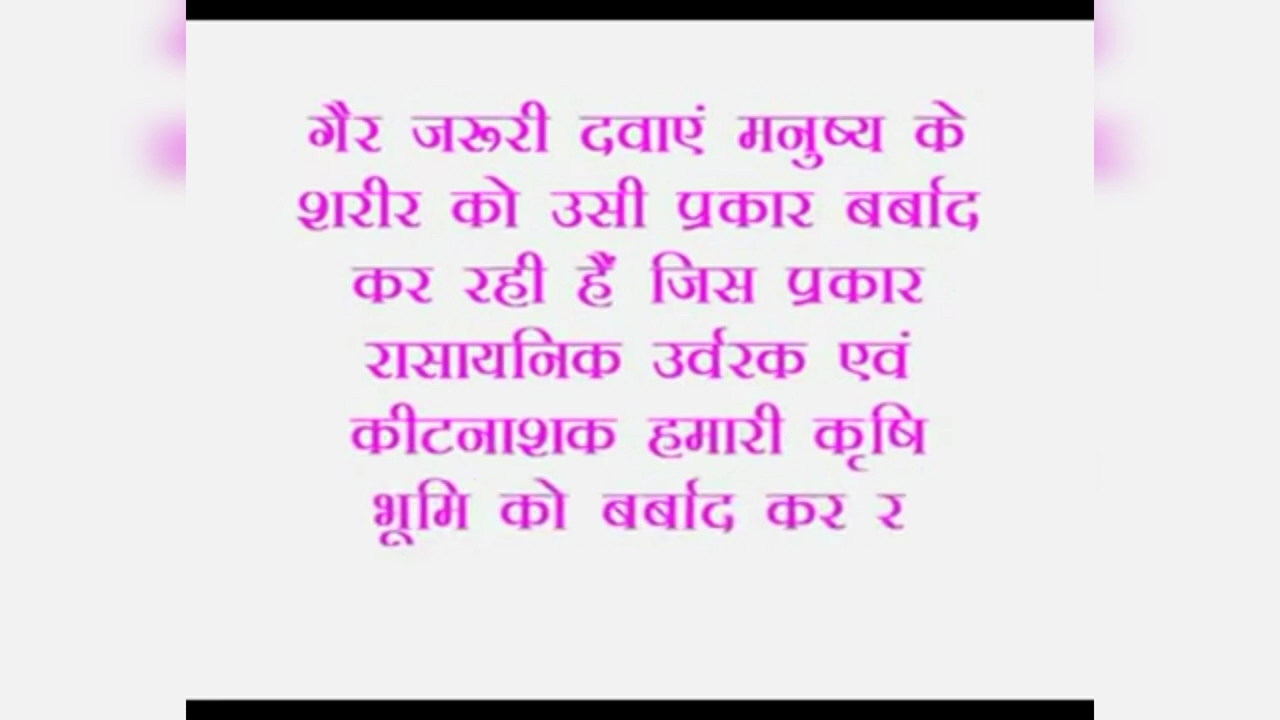 गैर जरूरी दवाएं मनुष्य के
शरीर को उसी प्रकार बर्बाद
कर रही हैं जिस प्रकार
रासायनिक उर्वरक एवं
कीटनाशक हमारी कृषि
भूमि को बर्बाद कर र